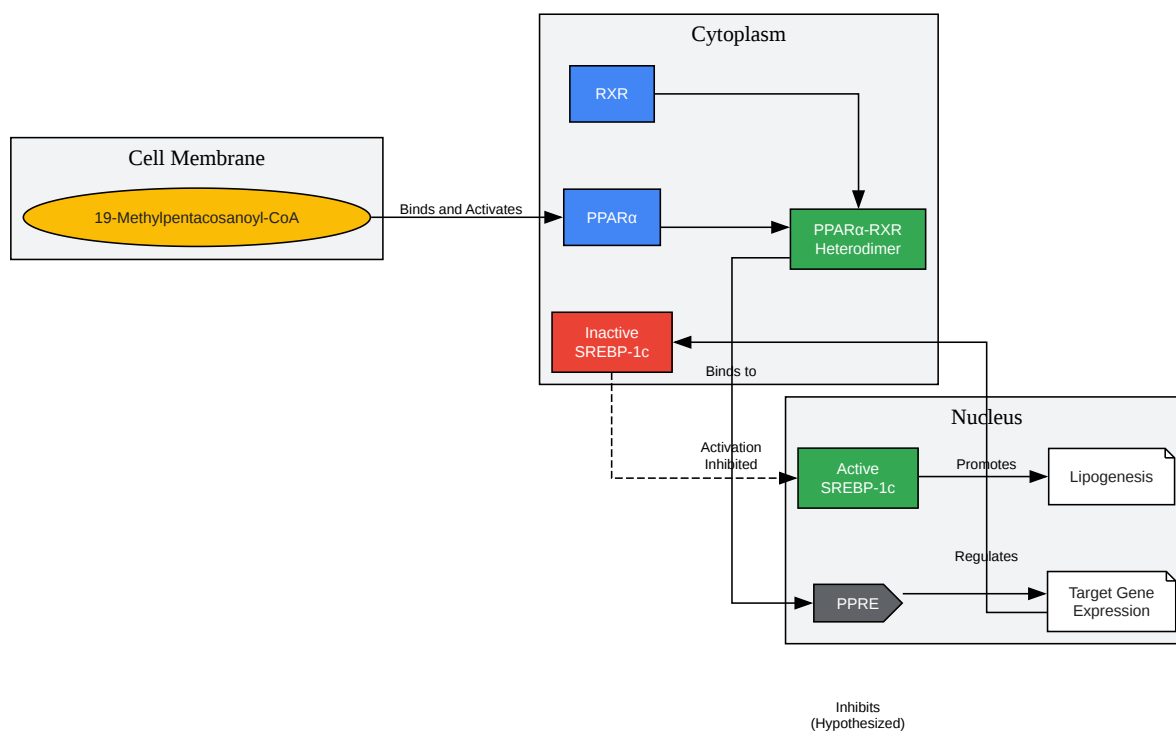 Cytoplasm
RXR
Cell Membrane
19-Methylpentacosanoyl-CoA
Binds and Activates
PPARα
PPARα-RXR
Heterodimer
Inactive
SREBP-1c
Binds to
Nucleus
Activation
Inhibited
Active
SREBP-1c
Promotes
Lipogenesis
Regulates
PPRE
Target Gene
Expression
Inhibits
(Hypothesized)